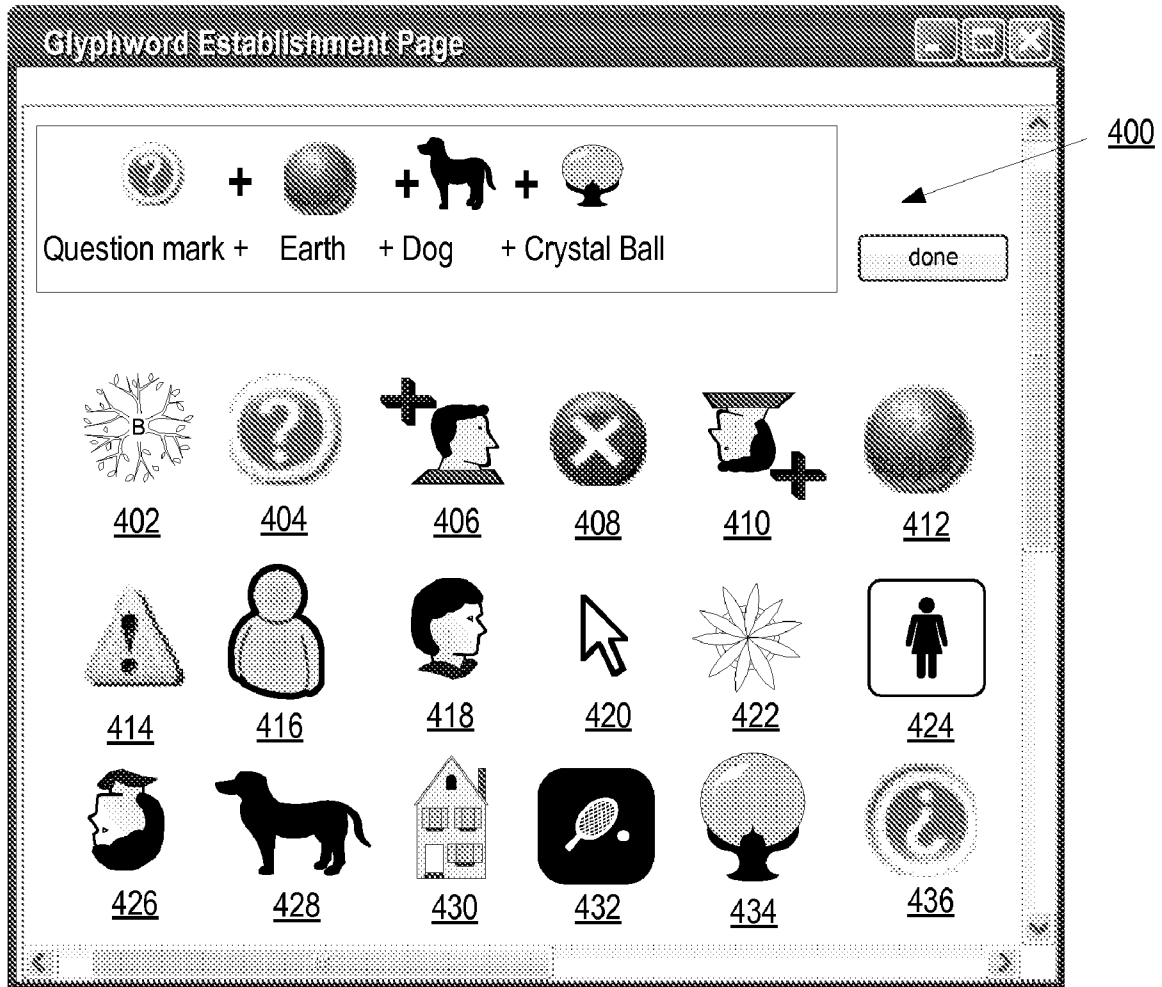 Glyphword Establishment Page
400
?
+ + +
Question mark + Earth + Dog + Crystal Ball
done
B ?
402 404 406 408 410 412
!
414 416 418 420 422 424
¿
426 428 430 432 434 436